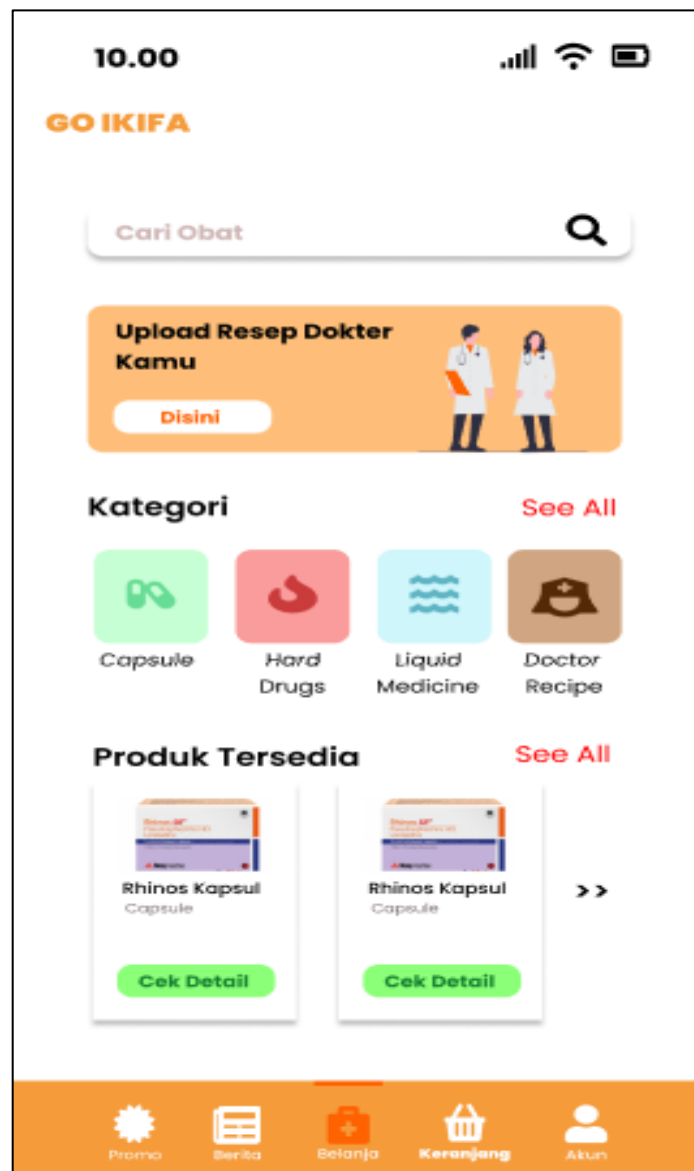 10.00
GO IKIFA
Cari Obat
Upload Resep Dokter
Kamu
Disini
Kategori
See All
Capsule
Hard
Drugs
Liquid
Medicine
Doctor
Recipe
Produk Tersedia
See All
Rhinos Kapsul
Capsule
Cek Detail
Rhinos Kapsul
Capsule
Cek Detail
>>
Promo
Berita
Belanja
Keranjang
Akun